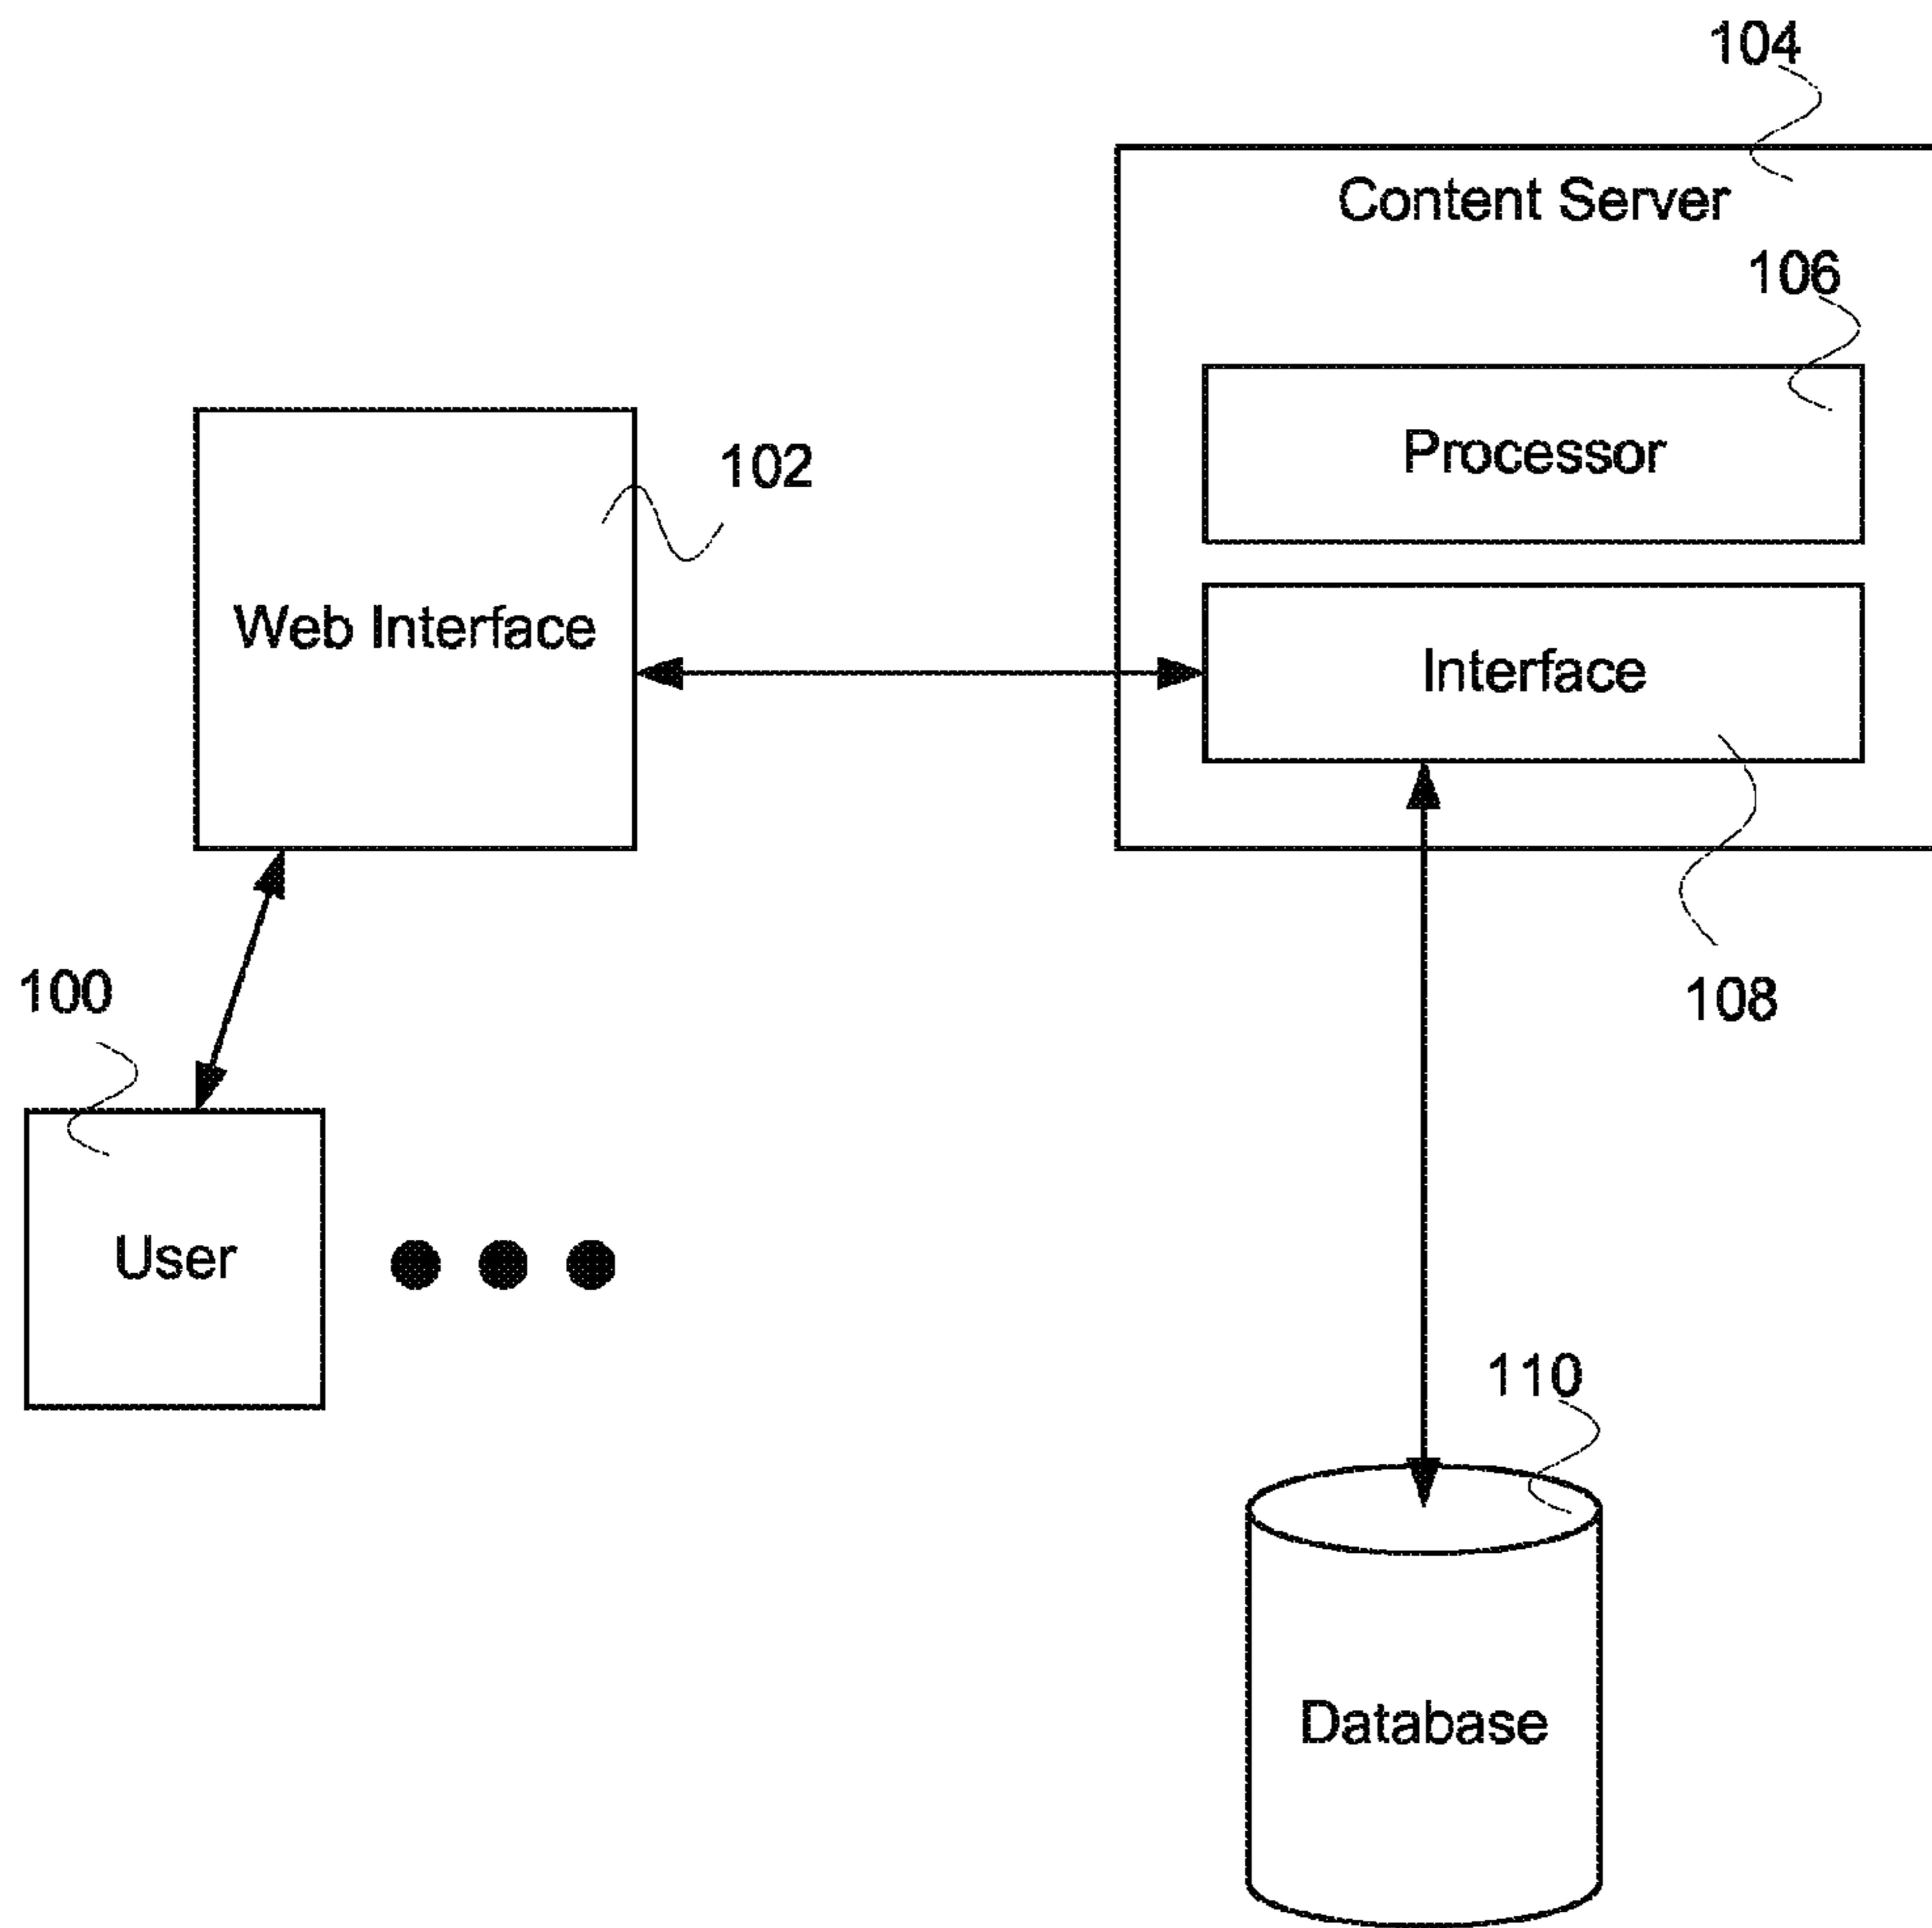 104
Content Server
106
Processor
102
Web Interface
Interface
100
108
User
110
Database